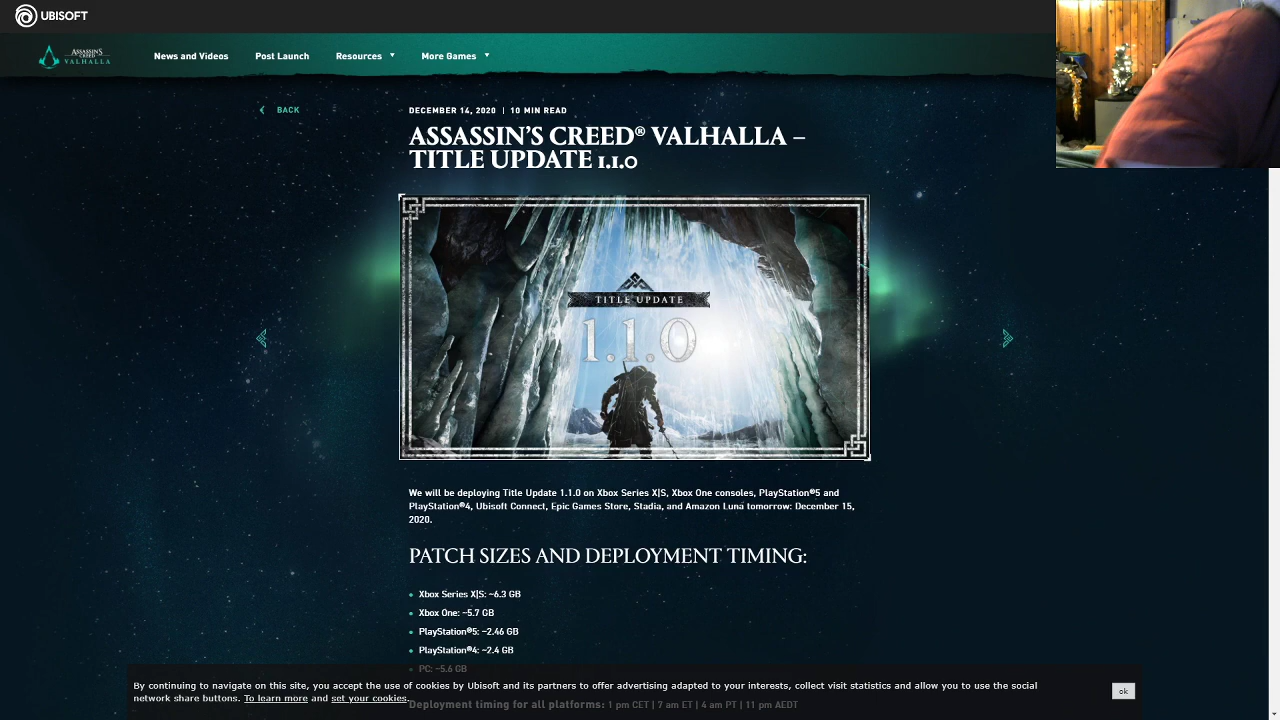 UBISOFT
ASSASSIN'S CREED VALHALLA
News and Videos
Post Launch
Resources
More Games
BACK
DECEMBER 14, 2020 | 10 MIN READ
ASSASSIN'S CREED® VALHALLA –
TITLE UPDATE 1.1.0
TITLE UPDATE
1.1.0
We will be deploying Title Update 1.1.0 on Xbox Series X|S, Xbox One consoles, PlayStation®5 and
PlayStation®4, Ubisoft Connect, Epic Games Store, Stadia, and Amazon Luna tomorrow: December 15,
2020.
PATCH SIZES AND DEPLOYMENT TIMING:
Xbox Series X|S: ~6.3 GB
Xbox One: ~5.7 GB
PlayStation®5: ~2.46 GB
PlayStation®4: ~2.4 GB
PC: ~5.6 GB
By continuing to navigate on this site, you accept the use of cookies by Ubisoft and its partners to offer advertising adapted to your interests, collect visit statistics and allow you to use the social
network share buttons. To learn more and set your cookies.
ok
Deployment timing for all platforms: 1 pm CET | 7 am ET | 4 am PT | 11 pm AEDT